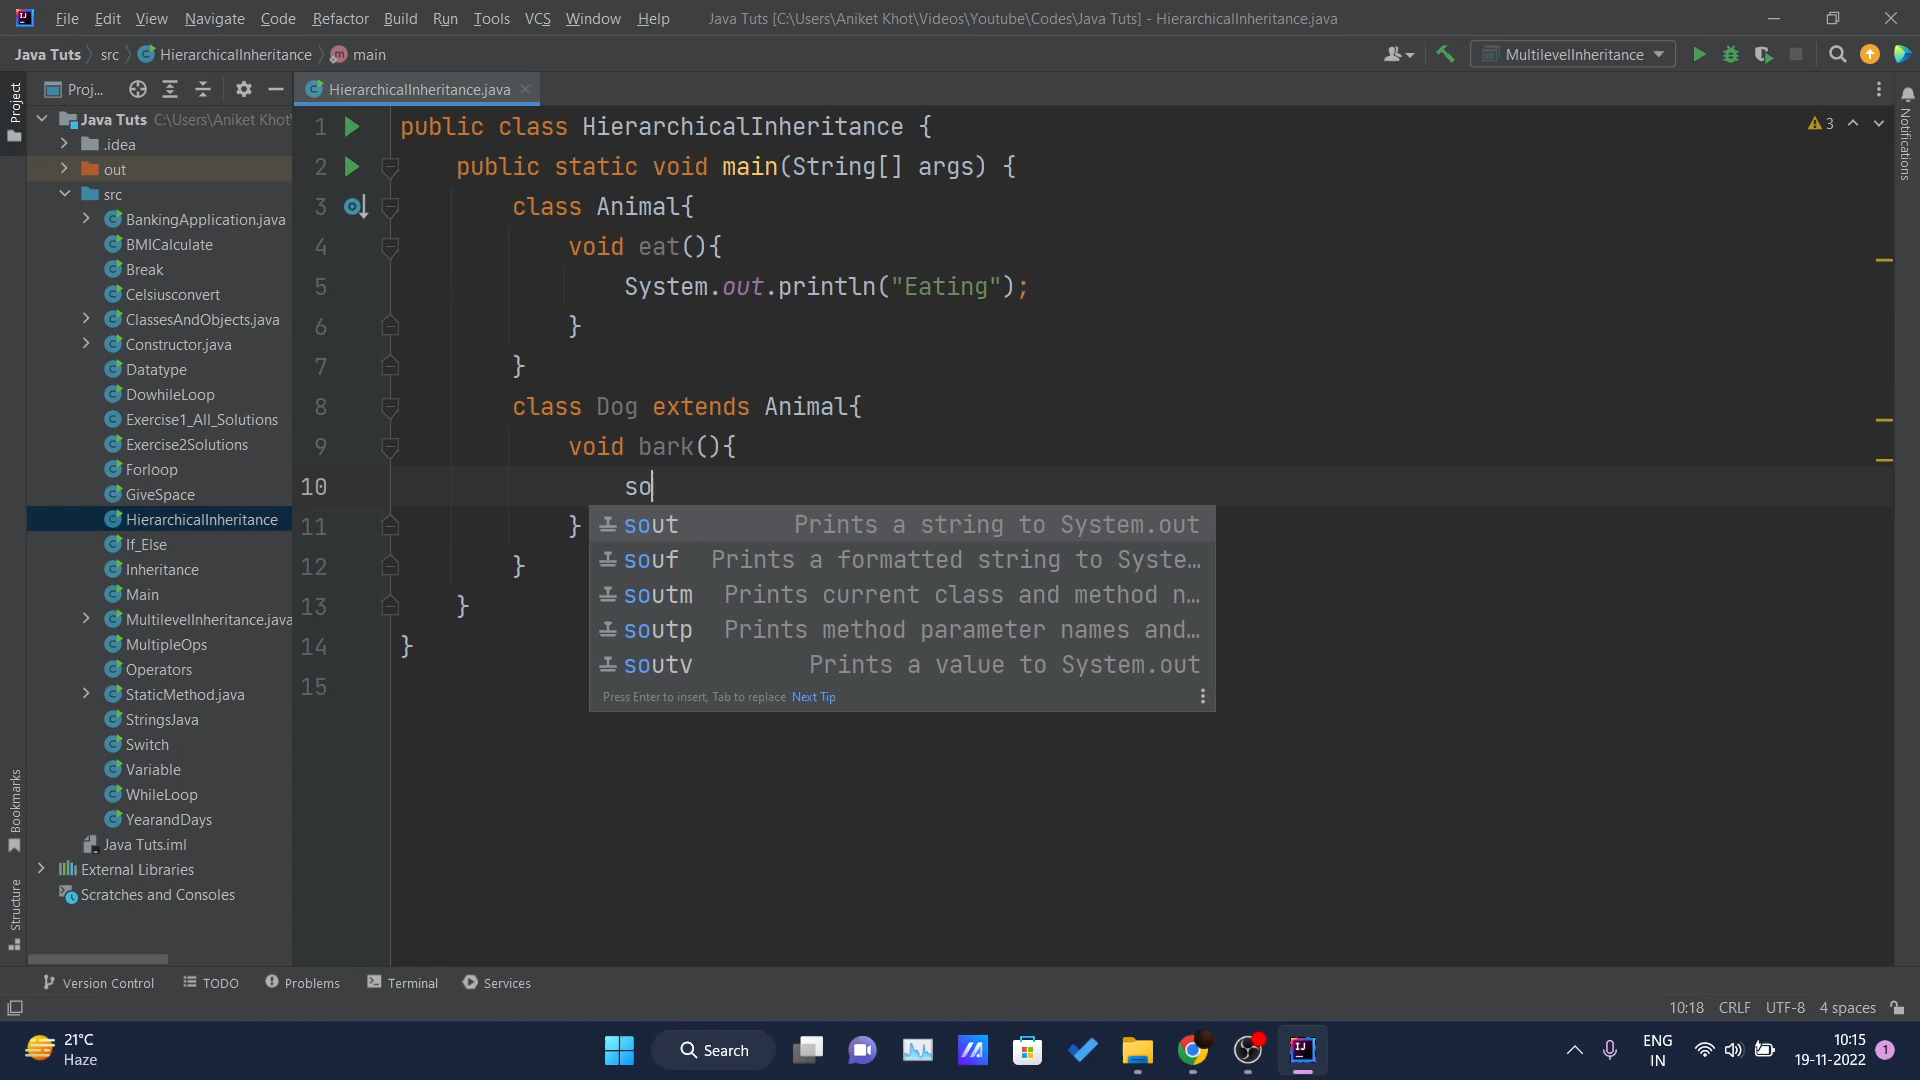 File Edit View Navigate Code Refactor Build Run Tools VCS Window Help Java Tuts [C:\Users\Aniket Khot\Videos\Youtube\Codes\Java Tuts] - HierarchicalInheritance.java
Java Tuts src HierarchicalInheritance main MultilevelInheritance
Proj... HierarchicalInheritance.java
Project
Java Tuts C:\Users\Aniket Khot\
.idea
out
src
BankingApplication.java
BMICalculate
Break
Celsiusconvert
ClassesAndObjects.java
Constructor.java
Datatype
DowhileLoop
Exercise1_All_Solutions
Exercise2Solutions
Forloop
GiveSpace
HierarchicalInheritance
If_Else
Inheritance
Main
MultilevelInheritance.java
MultipleOps
Operators
StaticMethod.java
StringsJava
Switch
Variable
WhileLoop
YearandDays
Java Tuts.iml
External Libraries
Scratches and Consoles
Bookmarks
Structure
1 public class HierarchicalInheritance {
2 public static void main(String[] args) {
3 class Animal{
4 void eat(){
5 System.out.println("Eating");
6 }
7 }
8 class Dog extends Animal{
9 void bark(){
10 so
11 }
12 }
13 }
14 }
15
sout Prints a string to System.out
souf Prints a formatted string to Syste...
soutm Prints current class and method n...
soutp Prints method parameter names and...
soutv Prints a value to System.out
Press Enter to insert, Tab to replace Next Tip
3
Notifications
Version Control TODO Problems Terminal Services
10:18 CRLF UTF-8 4 spaces
21°C
Haze
Search
ENG
IN
10:15
19-11-2022
1